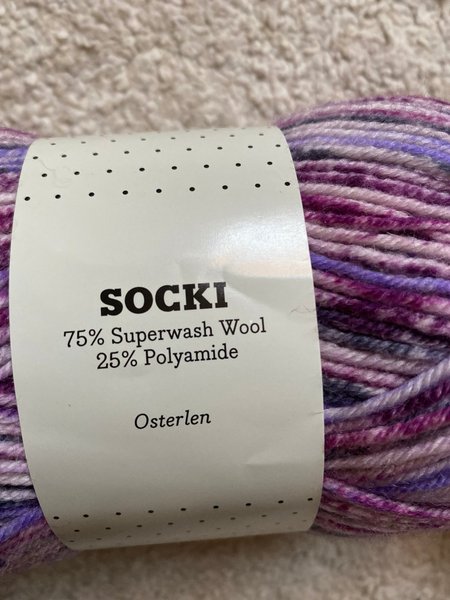 SOCKI
75% Superwash Wool
25% Polyamide
Osterlen